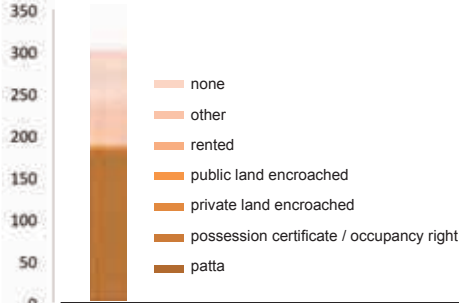 350
300
250
200
150
100
50
0
none
other
rented
public land encroached
private land encroached
possession certificate / occupancy right
patta